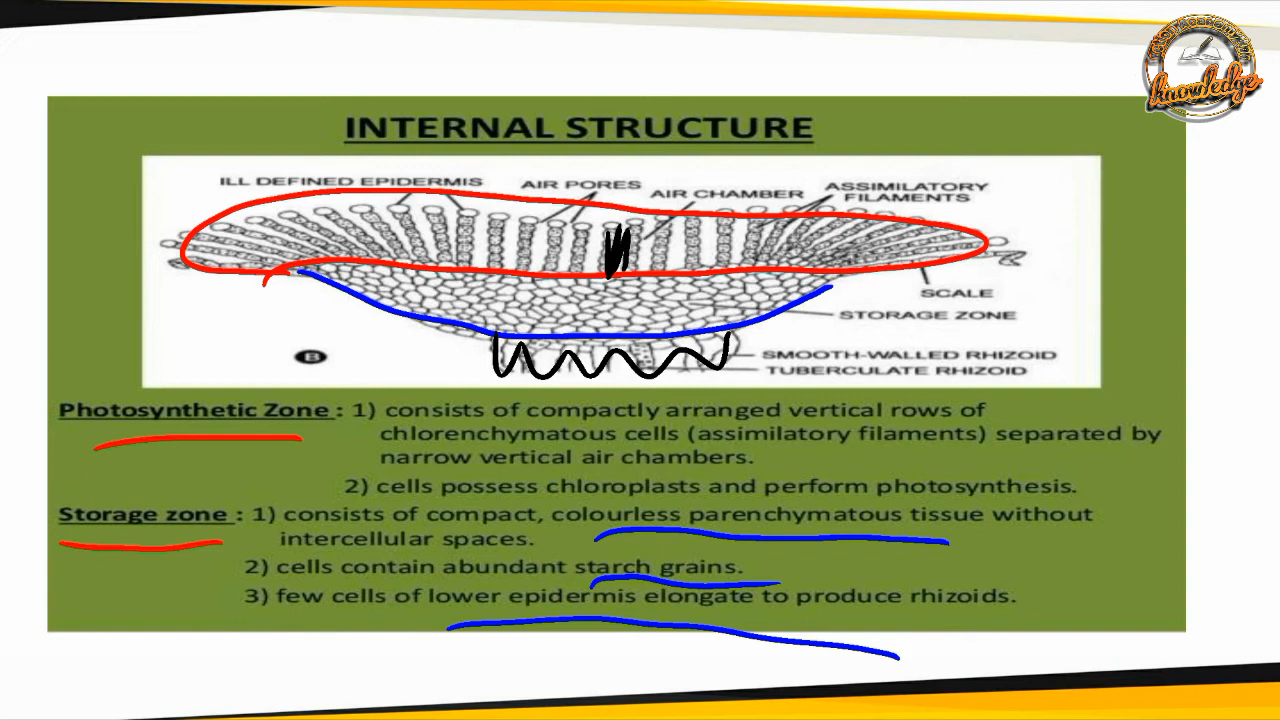 knowledge
INTERNAL STRUCTURE
ILL DEFINED EPIDERMIS AIR PORES AIR CHAMBER ASSIMILATORY FILAMENTS
SCALE
STORAGE ZONE
B
SMOOTH-WALLED RHIZOID
TUBERCULATE RHIZOID
Photosynthetic Zone : 1) consists of compactly arranged vertical rows of
chlorenchymatous cells (assimilatory filaments) separated by
narrow vertical air chambers.
2) cells possess chloroplasts and perform photosynthesis.
Storage zone : 1) consists of compact, colourless parenchymatous tissue without
intercellular spaces.
2) cells contain abundant starch grains.
3) few cells of lower epidermis elongate to produce rhizoids.